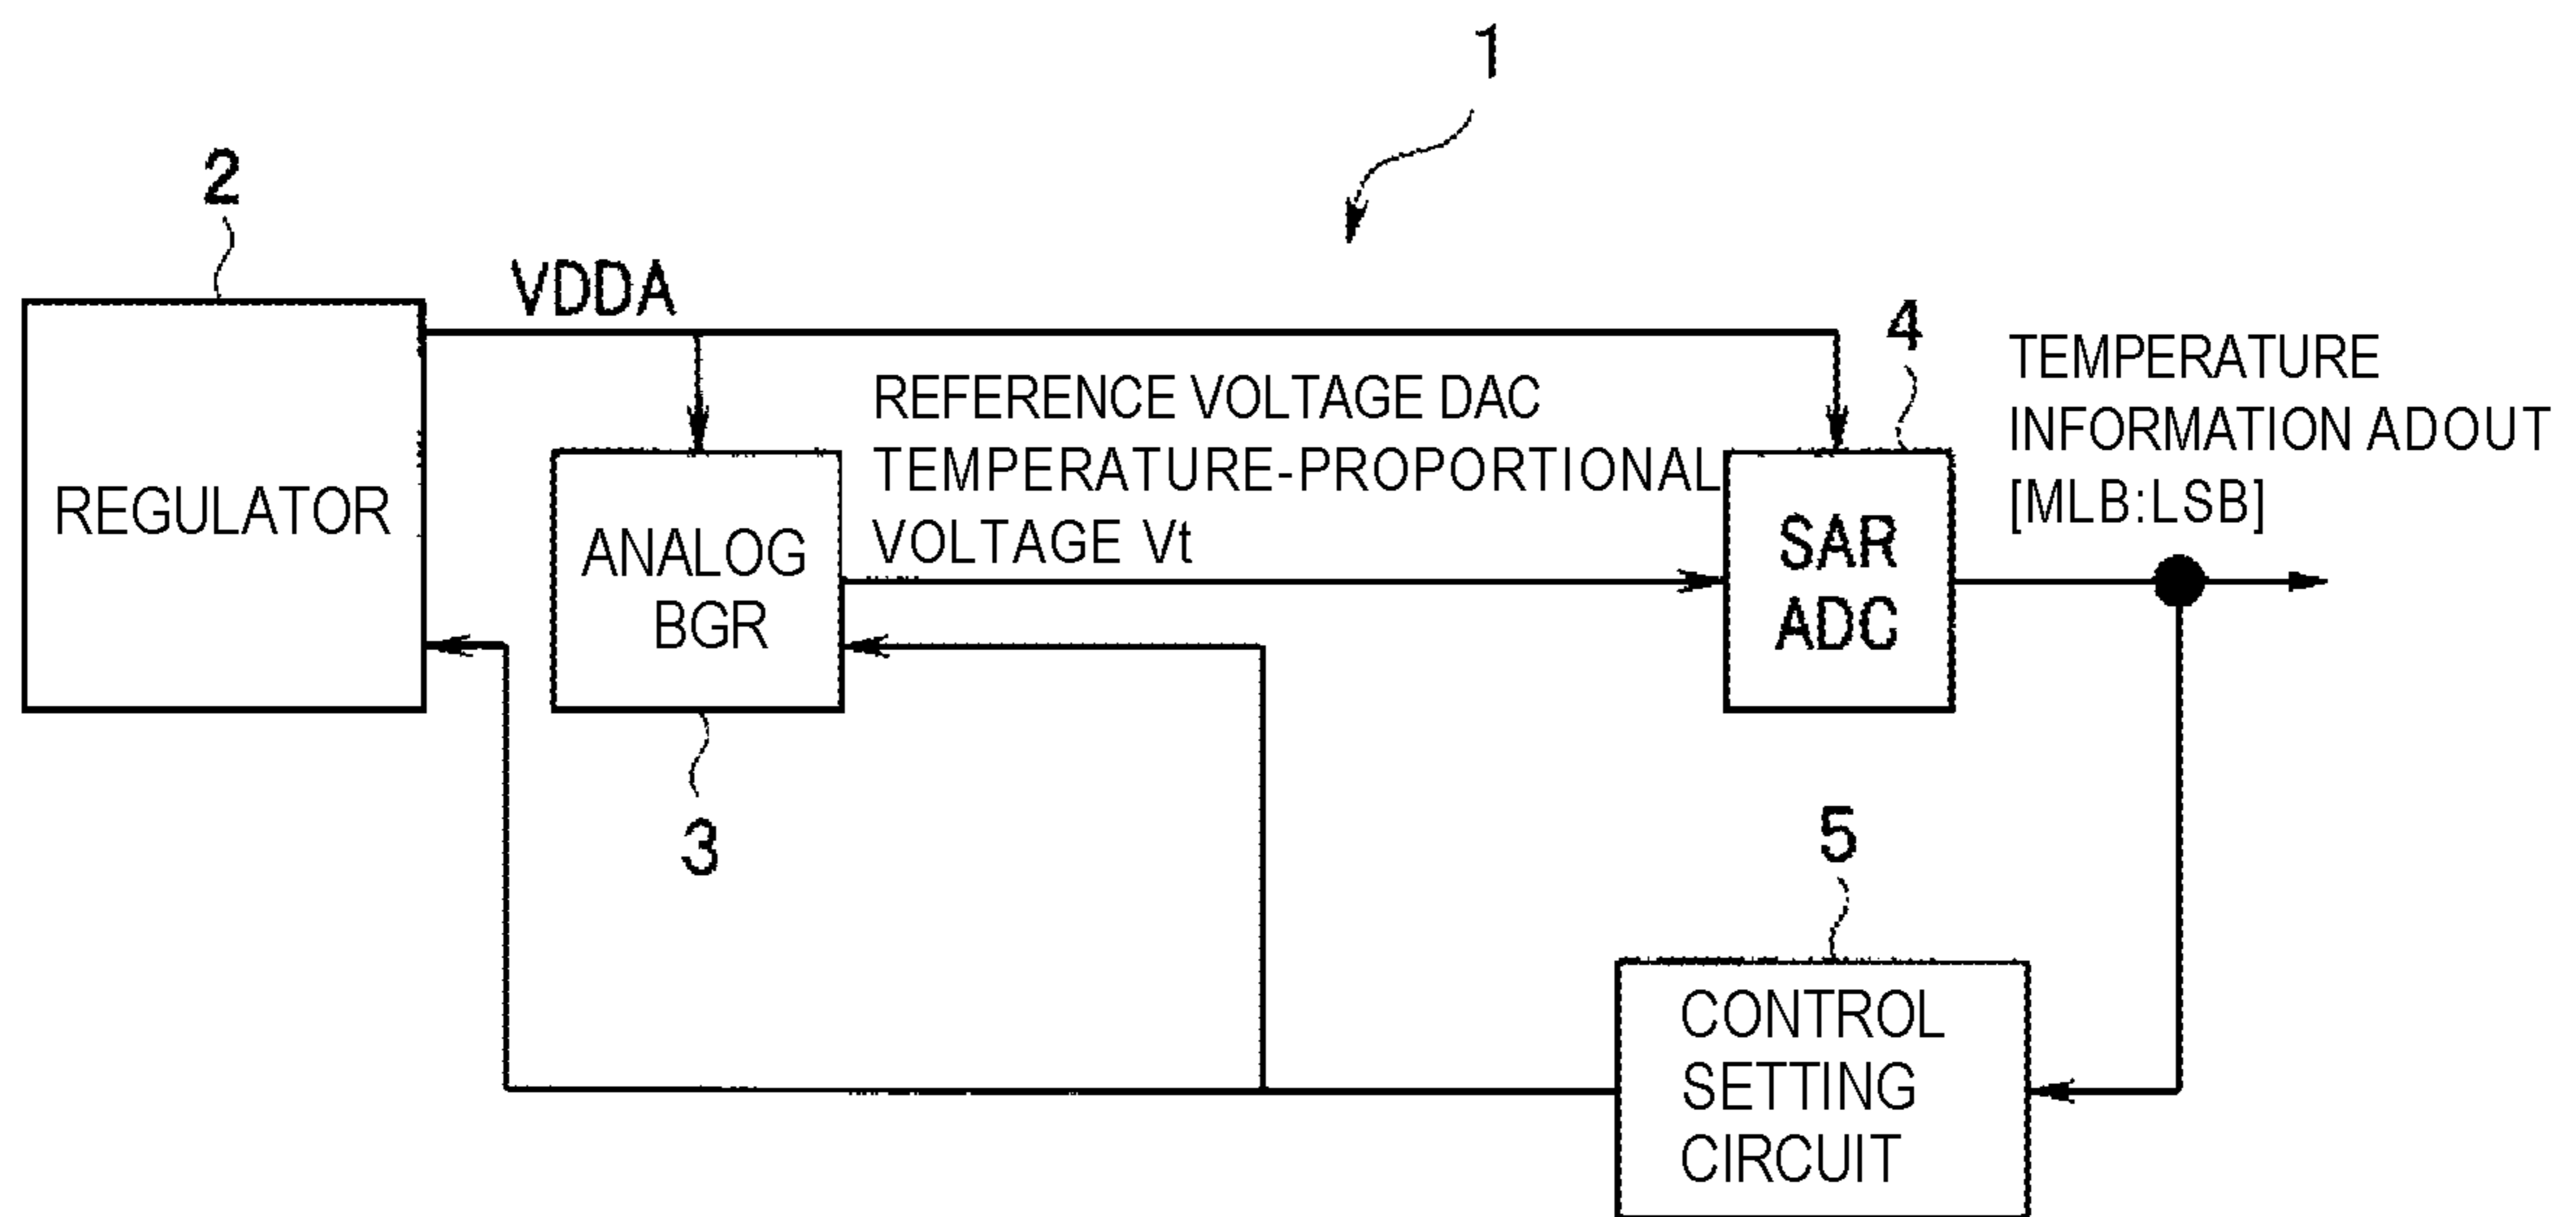 1
2
VDDA
4
REFERENCE VOLTAGE DAC
TEMPERATURE-PROPORTIONAL
VOLTAGE Vt
TEMPERATURE
INFORMATION ADOUT
[MLB:LSB]
REGULATOR
ANALOG
BGR
SAR
ADC
3
5
CONTROL
SETTING
CIRCUIT